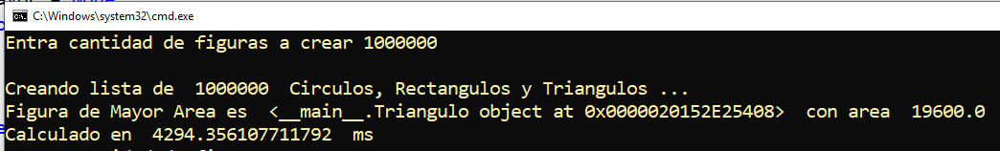 C:\Windows\system32\cmd.exe
Entra cantidad de figuras a crear 1000000
Creando lista de  1000000  Circulos, Rectangulos y Triangulos ...
Figura de Mayor Area es  <__main__.Triangulo object at 0x0000020152E25408>  con area  19600.0
Calculado en  4294.356107711792  ms